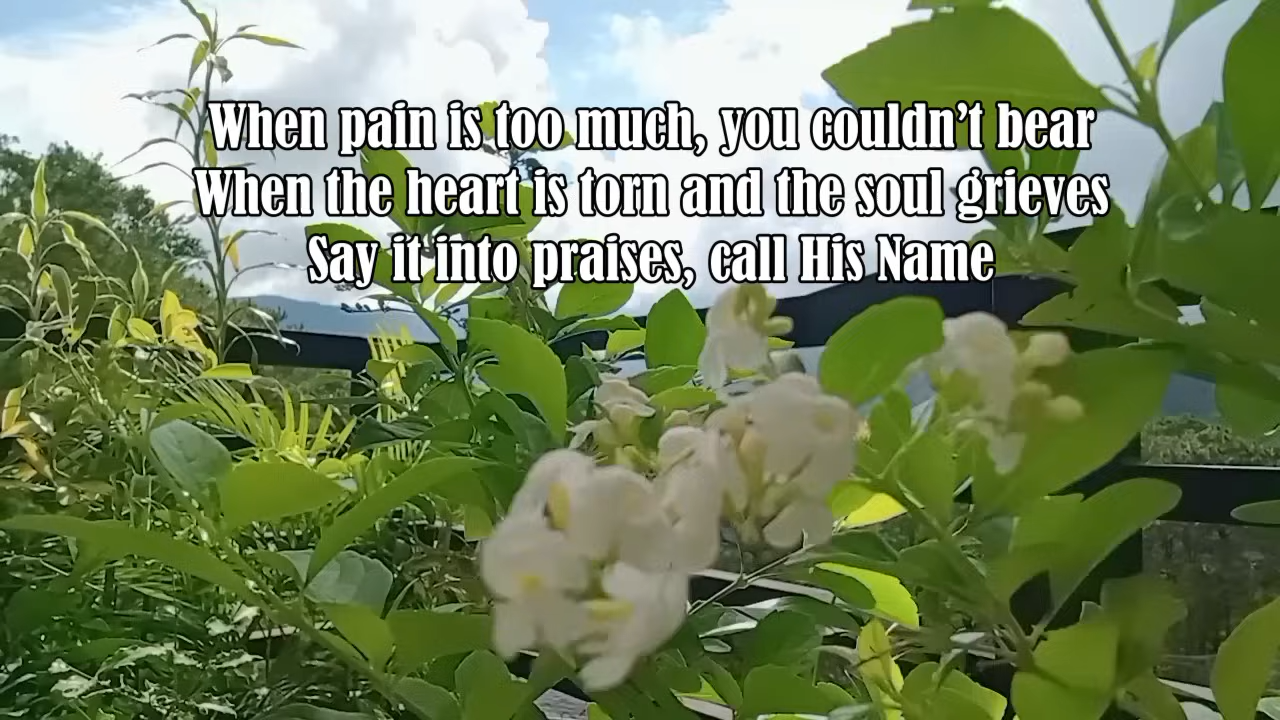 When pain is too much, you couldn’t bear
When the heart is torn and the soul grieves
Say it into praises, call His Name